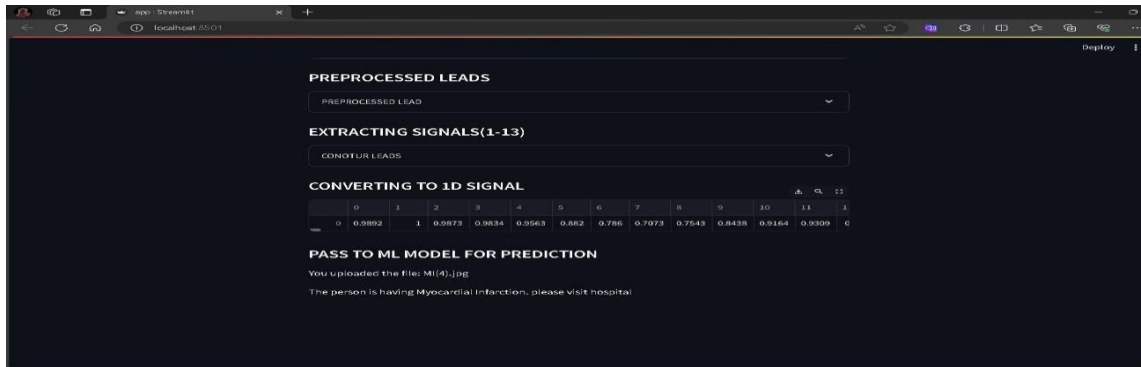 app · Streamlit
localhost:8501
Deploy
PREPROCESSED LEADS
PREPROCESSED LEAD
EXTRACTING SIGNALS(1-13)
CONOTUR LEADS
CONVERTING TO 1D SIGNAL
0 1 2 3 4 5 6 7 8 9 10 11 1
0 0.9892 1 0.9873 0.9834 0.9563 0.882 0.786 0.7073 0.7543 0.8438 0.9164 0.9309 0
PASS TO ML MODEL FOR PREDICTION
You uploaded the file: MI(4).jpg
The person is having Myocardial Infarction, please visit hospital